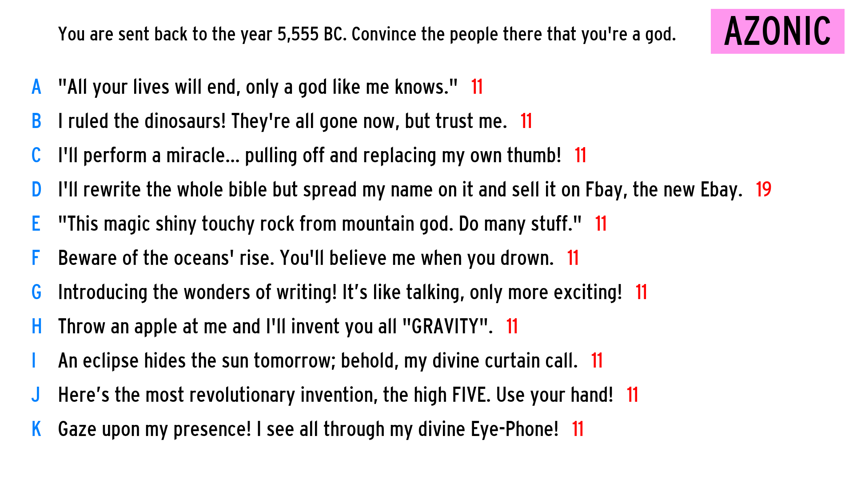 You are sent back to the year 5,555 BC. Convince the people there that you're a god.
AZONIC
A "All your lives will end, only a god like me knows." 11
B I ruled the dinosaurs! They're all gone now, but trust me. 11
C I'll perform a miracle... pulling off and replacing my own thumb! 11
D I'll rewrite the whole bible but spread my name on it and sell it on Fbay, the new Ebay. 19
E "This magic shiny touchy rock from mountain god. Do many stuff." 11
F Beware of the oceans' rise. You'll believe me when you drown. 11
G Introducing the wonders of writing! It’s like talking, only more exciting! 11
H Throw an apple at me and I'll invent you all "GRAVITY". 11
I An eclipse hides the sun tomorrow; behold, my divine curtain call. 11
J Here’s the most revolutionary invention, the high FIVE. Use your hand! 11
K Gaze upon my presence! I see all through my divine Eye-Phone! 11